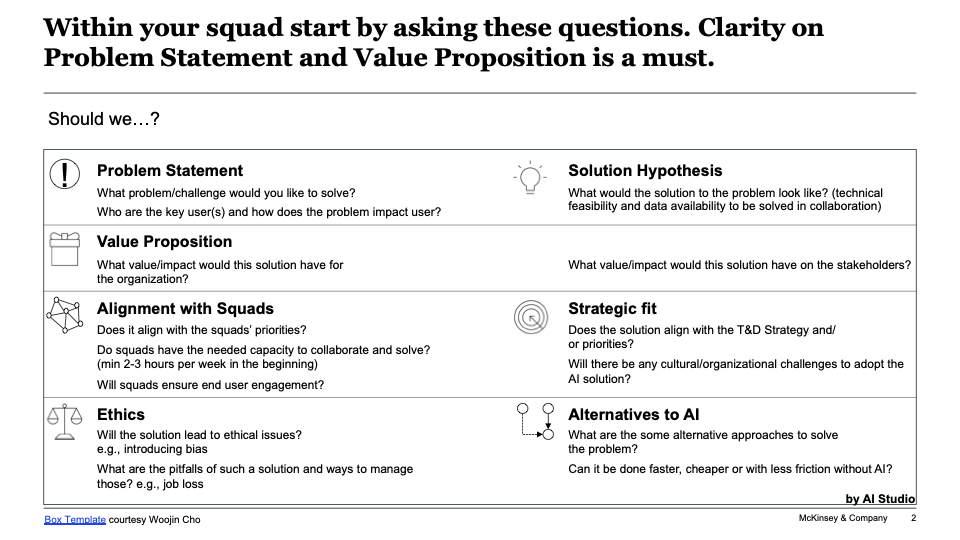 Within your squad start by asking these questions. Clarity on
Problem Statement and Value Proposition is a must.
Should we…?
Problem Statement
What problem/challenge would you like to solve?
Who are the key user(s) and how does the problem impact user?
Solution Hypothesis
What would the solution to the problem look like? (technical
feasibility and data availability to be solved in collaboration)
Value Proposition
What value/impact would this solution have for
the organization?
What value/impact would this solution have on the stakeholders?
Alignment with Squads
Does it align with the squads' priorities?
Do squads have the needed capacity to collaborate and solve?
(min 2-3 hours per week in the beginning)
Will squads ensure end user engagement?
Strategic fit
Does the solution align with the T&D Strategy and/
or priorities?
Will there be any cultural/organizational challenges to adopt the
AI solution?
Ethics
Will the solution lead to ethical issues?
e.g., introducing bias
What are the pitfalls of such a solution and ways to manage
those? e.g., job loss
Alternatives to AI
What are the some alternative approaches to solve
the problem?
Can it be done faster, cheaper or with less friction without AI?
by AI Studio
Box Template courtesy Woojin Cho
McKinsey & Company 2